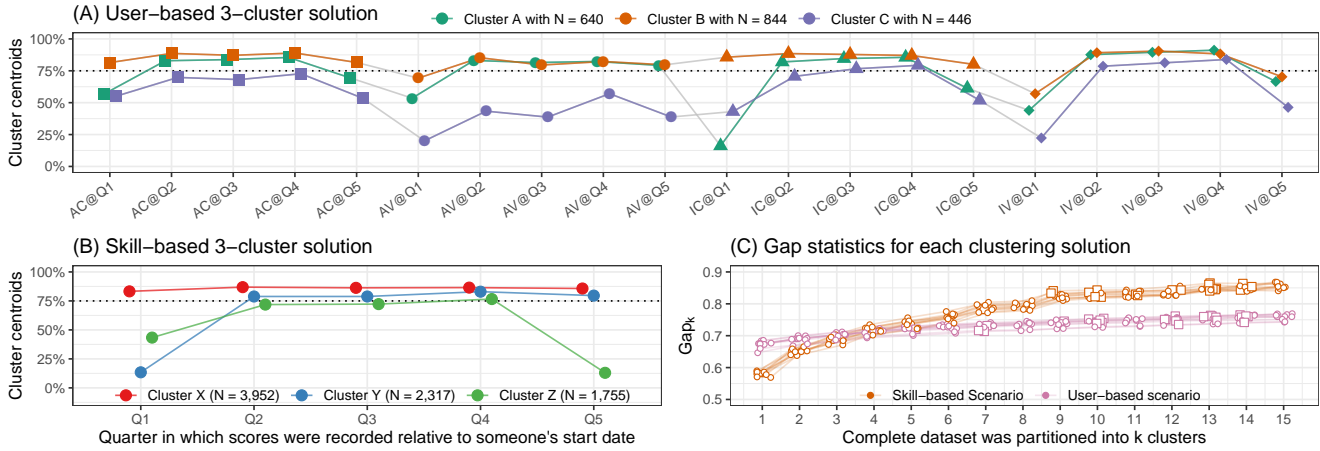 (A) User−based 3−cluster solution
Cluster A with N = 640 Cluster B with N = 844 Cluster C with N = 446
Cluster centroids
100%
75%
50%
25%
0%
AC@Q1 AC@Q2 AC@Q3 AC@Q4 AC@Q5 AV@Q1 AV@Q2 AV@Q3 AV@Q4 AV@Q5 IC@Q1 IC@Q2 IC@Q3 IC@Q4 IC@Q5 IV@Q1 IV@Q2 IV@Q3 IV@Q4 IV@Q5
(B) Skill−based 3−cluster solution
Cluster centroids
100%
75%
50%
25%
0%
Cluster X (N = 3,952) Cluster Y (N = 2,317) Cluster Z (N = 1,755)
Q1 Q2 Q3 Q4 Q5
Quarter in which scores were recorded relative to someone's start date
(C) Gap statistics for each clustering solution
Gapk
0.9
0.8
0.7
0.6
0.5
Skill−based Scenario User−based scenario
1 2 3 4 5 6 7 8 9 10 11 12 13 14 15
Complete dataset was partitioned into k clusters